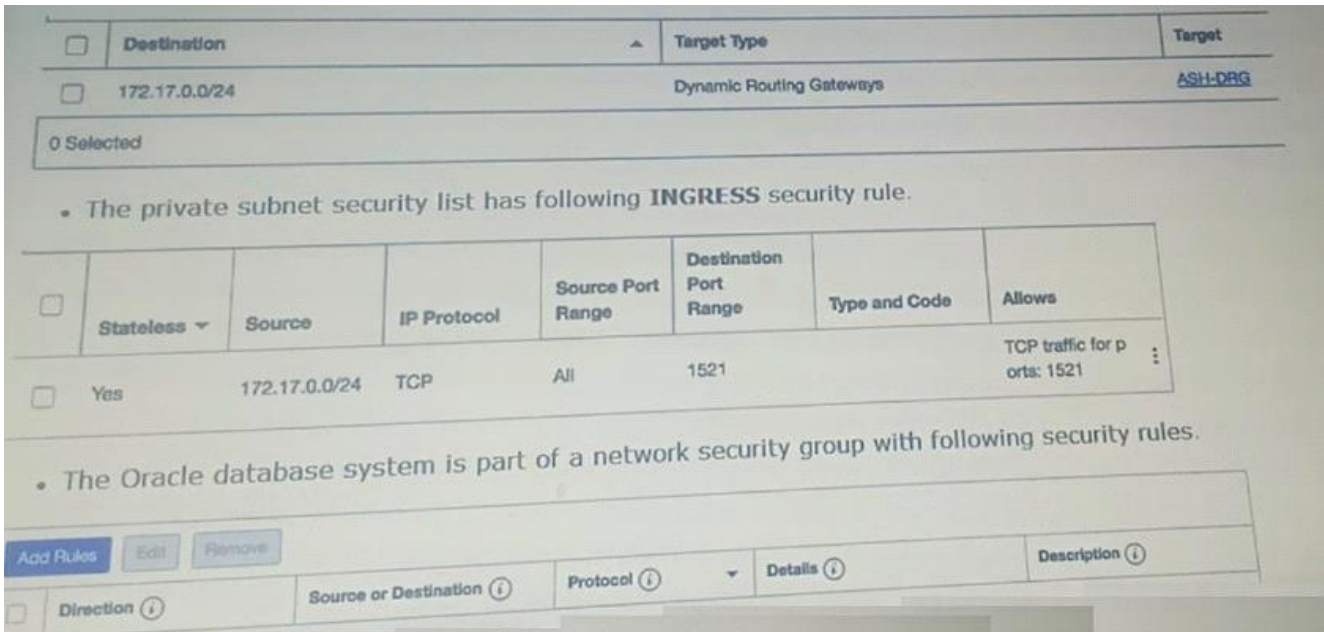 Destination Target Type Target
172.17.0.0/24 Dynamic Routing Gateways ASH-DRG
0 Selected
• The private subnet security list has following INGRESS security rule.
Stateless Source IP Protocol Source Port Range Destination Port Range Type and Code Allows
Yes 172.17.0.0/24 TCP All 1521 TCP traffic for p
orts: 1521
• The Oracle database system is part of a network security group with following security rules.
Add Rules Edit Remove
Direction Source or Destination Protocol Details Description